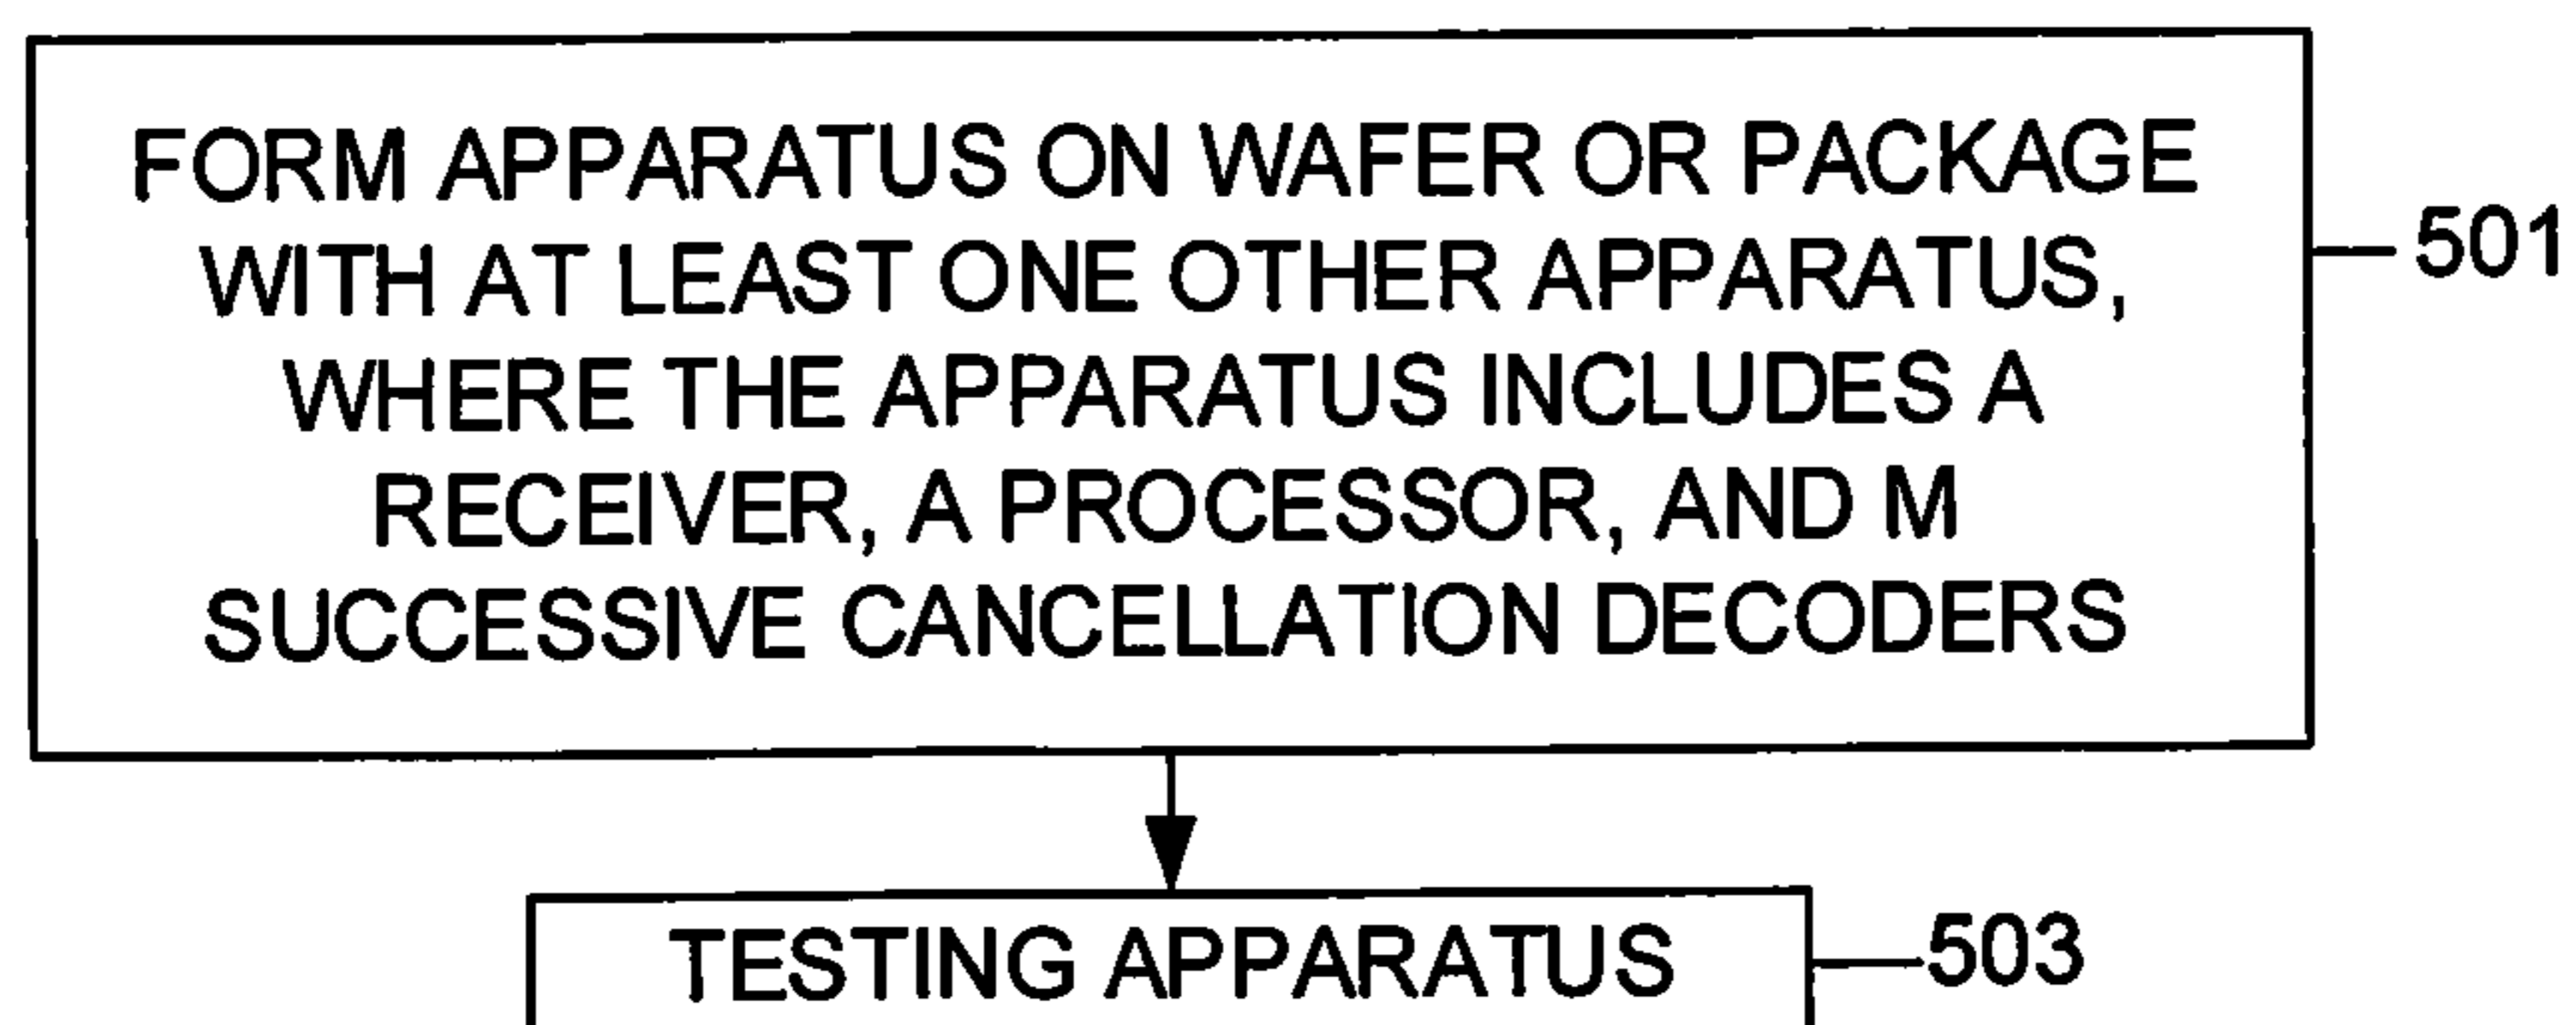 FORM APPARATUS ON WAFER OR PACKAGE
WITH AT LEAST ONE OTHER APPARATUS,
WHERE THE APPARATUS INCLUDES A
RECEIVER, A PROCESSOR, AND M
SUCCESSIVE CANCELLATION DECODERS
501
TESTING APPARATUS
503